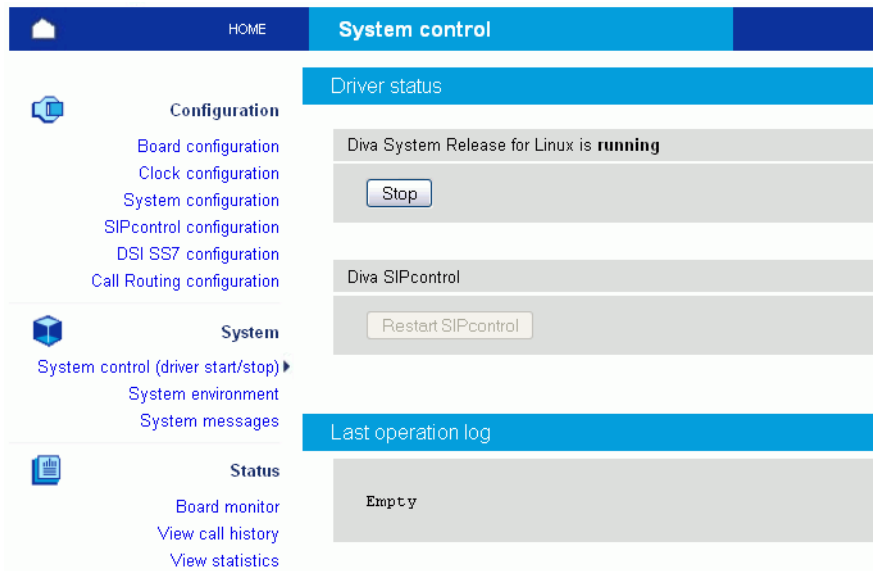 HOME
System control
Configuration
Board configuration
Clock configuration
System configuration
SIPcontrol configuration
DSI SS7 configuration
Call Routing configuration
System
System control (driver start/stop)
System environment
System messages
Status
Board monitor
View call history
View statistics
Driver status
Diva System Release for Linux is running
Stop
Diva SIPcontrol
Restart SIPcontrol
Last operation log
Empty